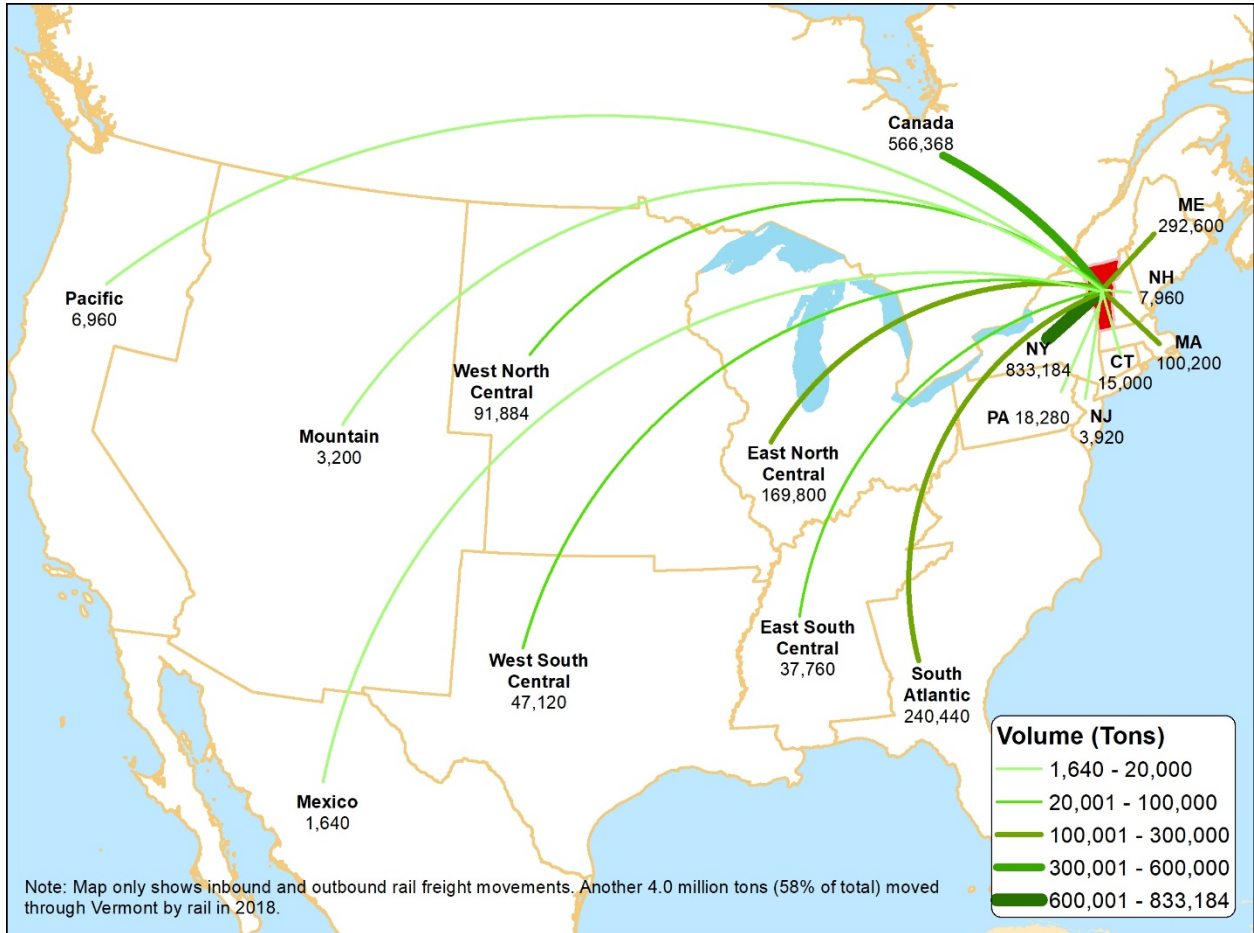 Canada
566,368
ME
292,600
NH
7,960
Pacific
6,960
MA
100,200
NY
833,184
CT
15,000
West North
Central
91,884
PA 18,280
NJ
3,920
Mountain
3,200
East North
Central
169,800
East South
Central
37,760
West South
Central
47,120
South
Atlantic
240,440
Mexico
1,640
Volume (Tons)
1,640 - 20,000
20,001 - 100,000
100,001 - 300,000
300,001 - 600,000
600,001 - 833,184
Note: Map only shows inbound and outbound rail freight movements. Another 4.0 million tons (58% of total) moved
through Vermont by rail in 2018.